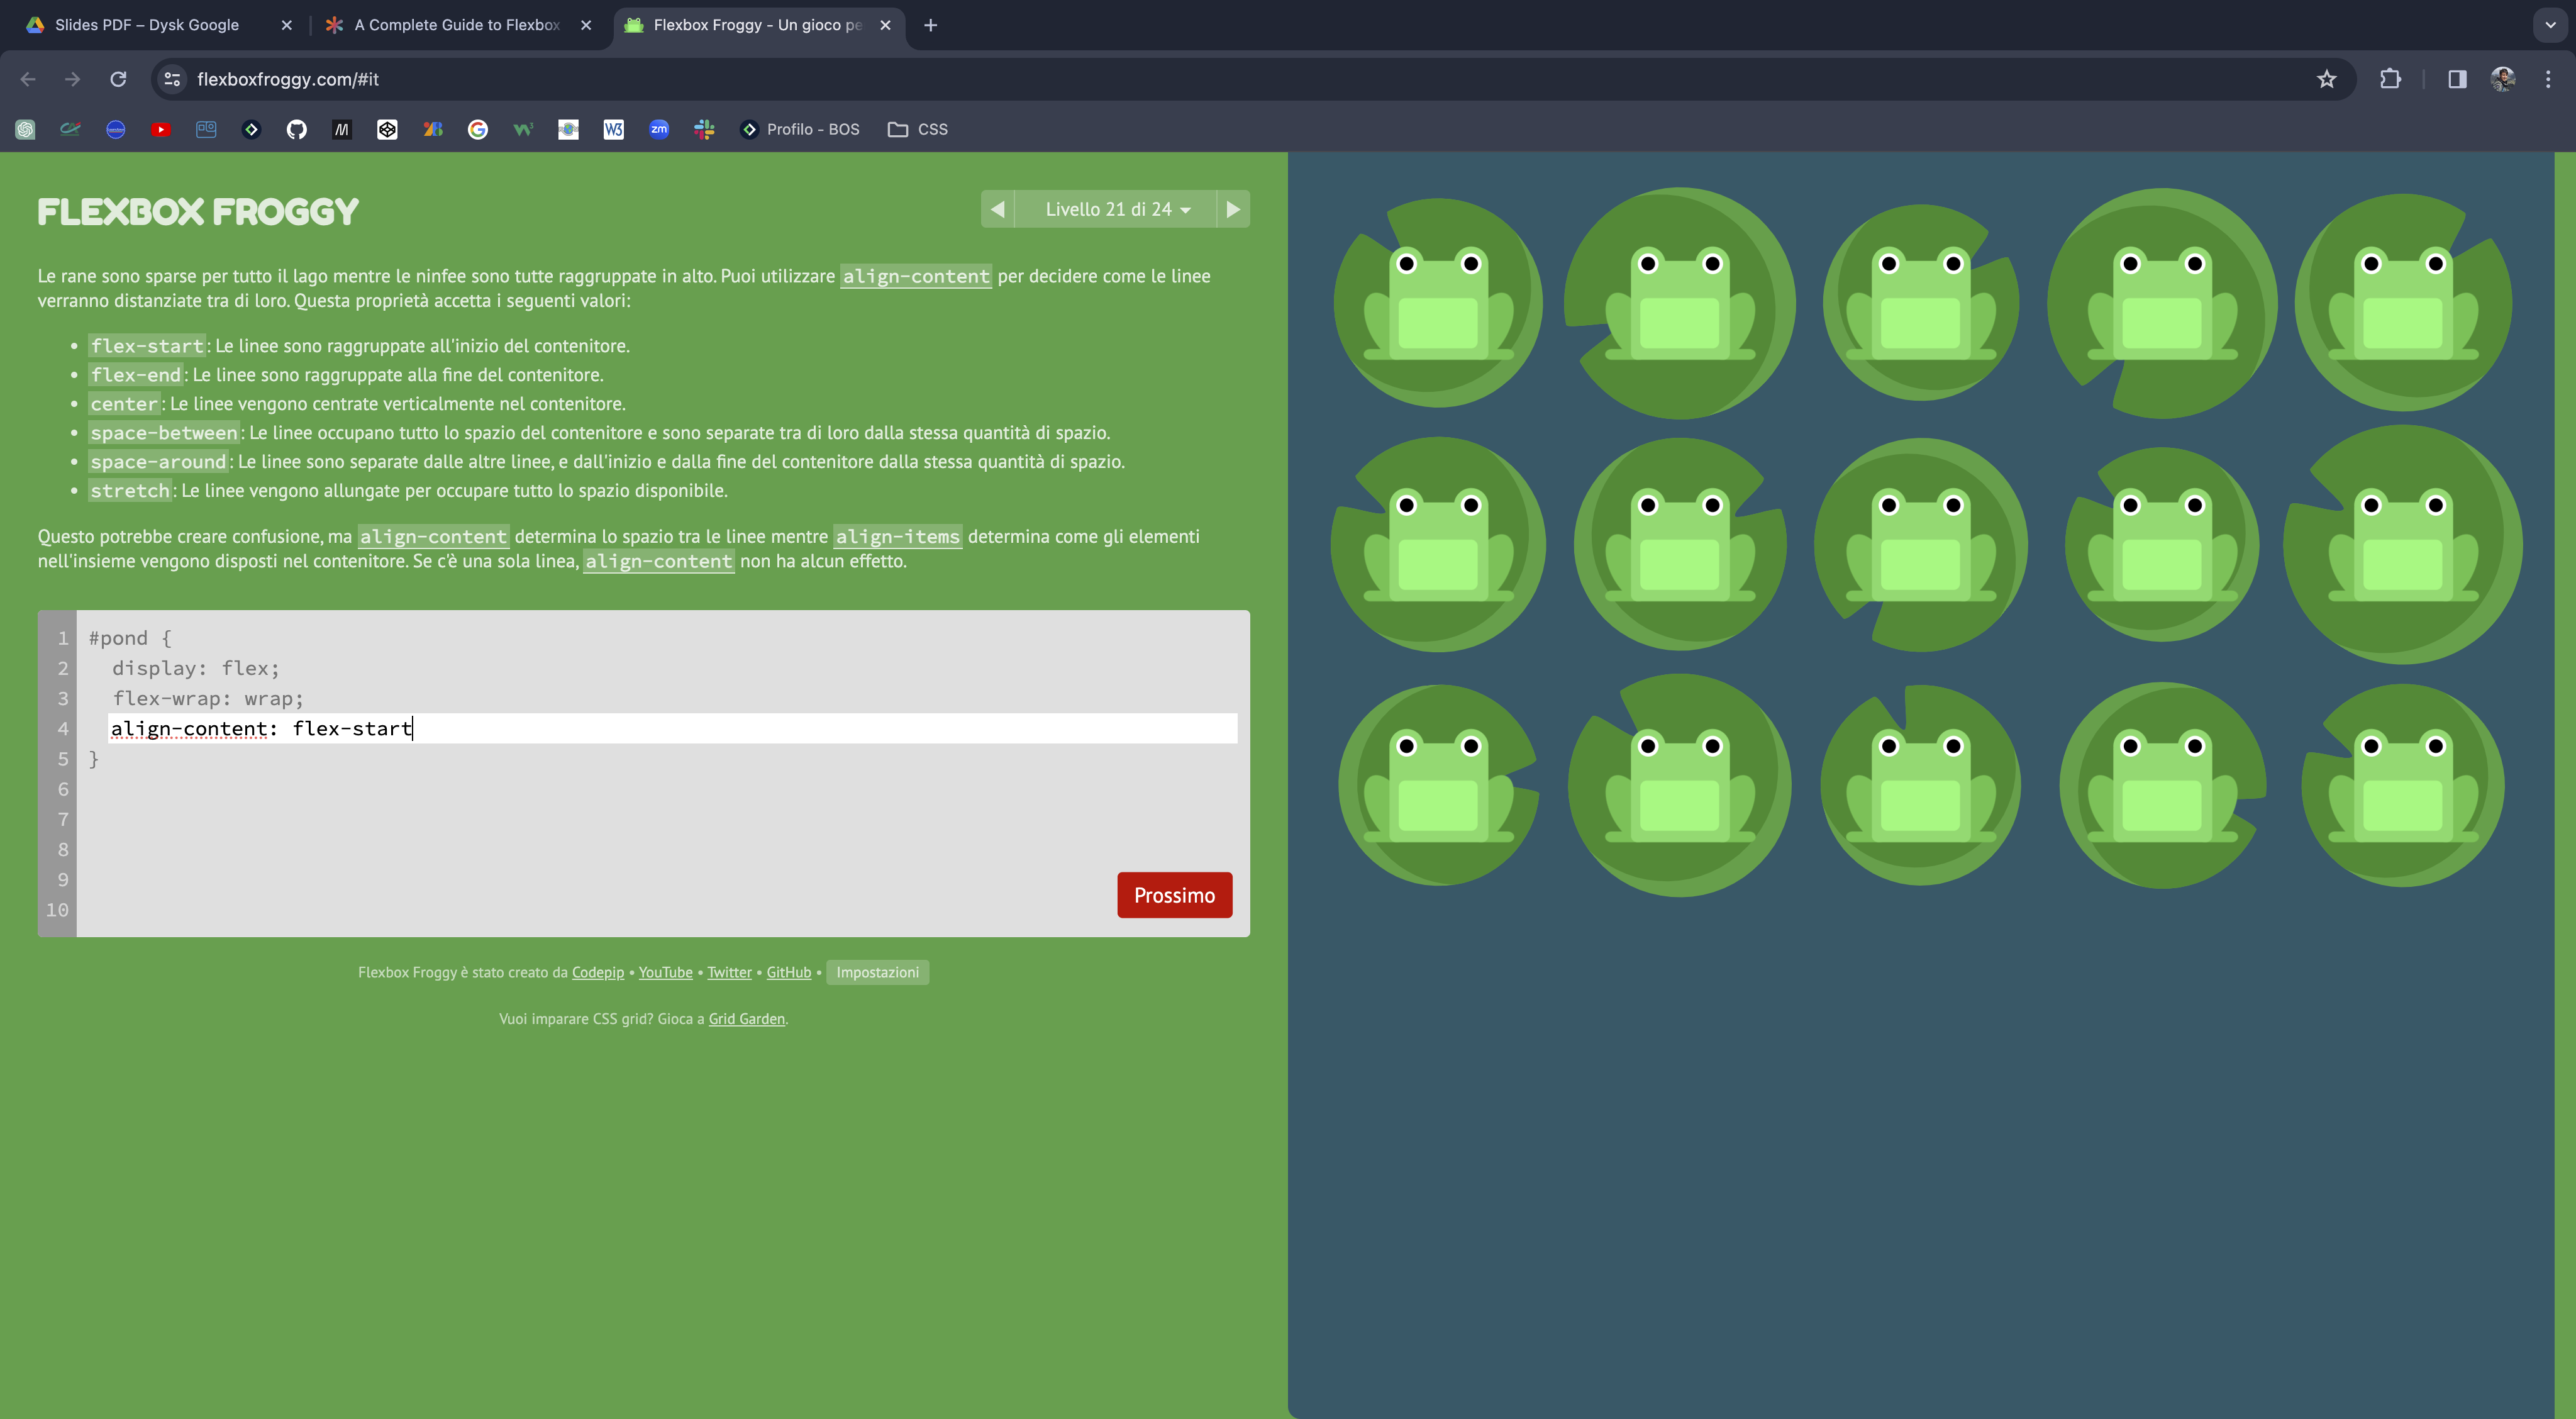 Slides PDF – Dysk Google
A Complete Guide to Flexbox
Flexbox Froggy - Un gioco pe
flexboxfroggy.com/#it
W3
zm
Profilo - BOS
CSS
FLEXBOX FROGGY
Livello 21 di 24
Le rane sono sparse per tutto il lago mentre le ninfee sono tutte raggruppate in alto. Puoi utilizzare align-content per decidere come le linee
verranno distanziate tra di loro. Questa proprietà accetta i seguenti valori:
• flex-start: Le linee sono raggruppate all'inizio del contenitore.
• flex-end: Le linee sono raggruppate alla fine del contenitore.
• center: Le linee vengono centrate verticalmente nel contenitore.
• space-between: Le linee occupano tutto lo spazio del contenitore e sono separate tra di loro dalla stessa quantità di spazio.
• space-around: Le linee sono separate dalle altre linee, e dall'inizio e dalla fine del contenitore dalla stessa quantità di spazio.
• stretch: Le linee vengono allungate per occupare tutto lo spazio disponibile.
Questo potrebbe creare confusione, ma align-content determina lo spazio tra le linee mentre align-items determina come gli elementi
nell'insieme vengono disposti nel contenitore. Se c'è una sola linea, align-content non ha alcun effetto.
1 #pond {
2 display: flex;
3 flex-wrap: wrap;
4 align-content: flex-start
5 }
6
7
8
9
10
Prossimo
Flexbox Froggy è stato creato da Codepip • YouTube • Twitter • GitHub • Impostazioni
Vuoi imparare CSS grid? Gioca a Grid Garden.